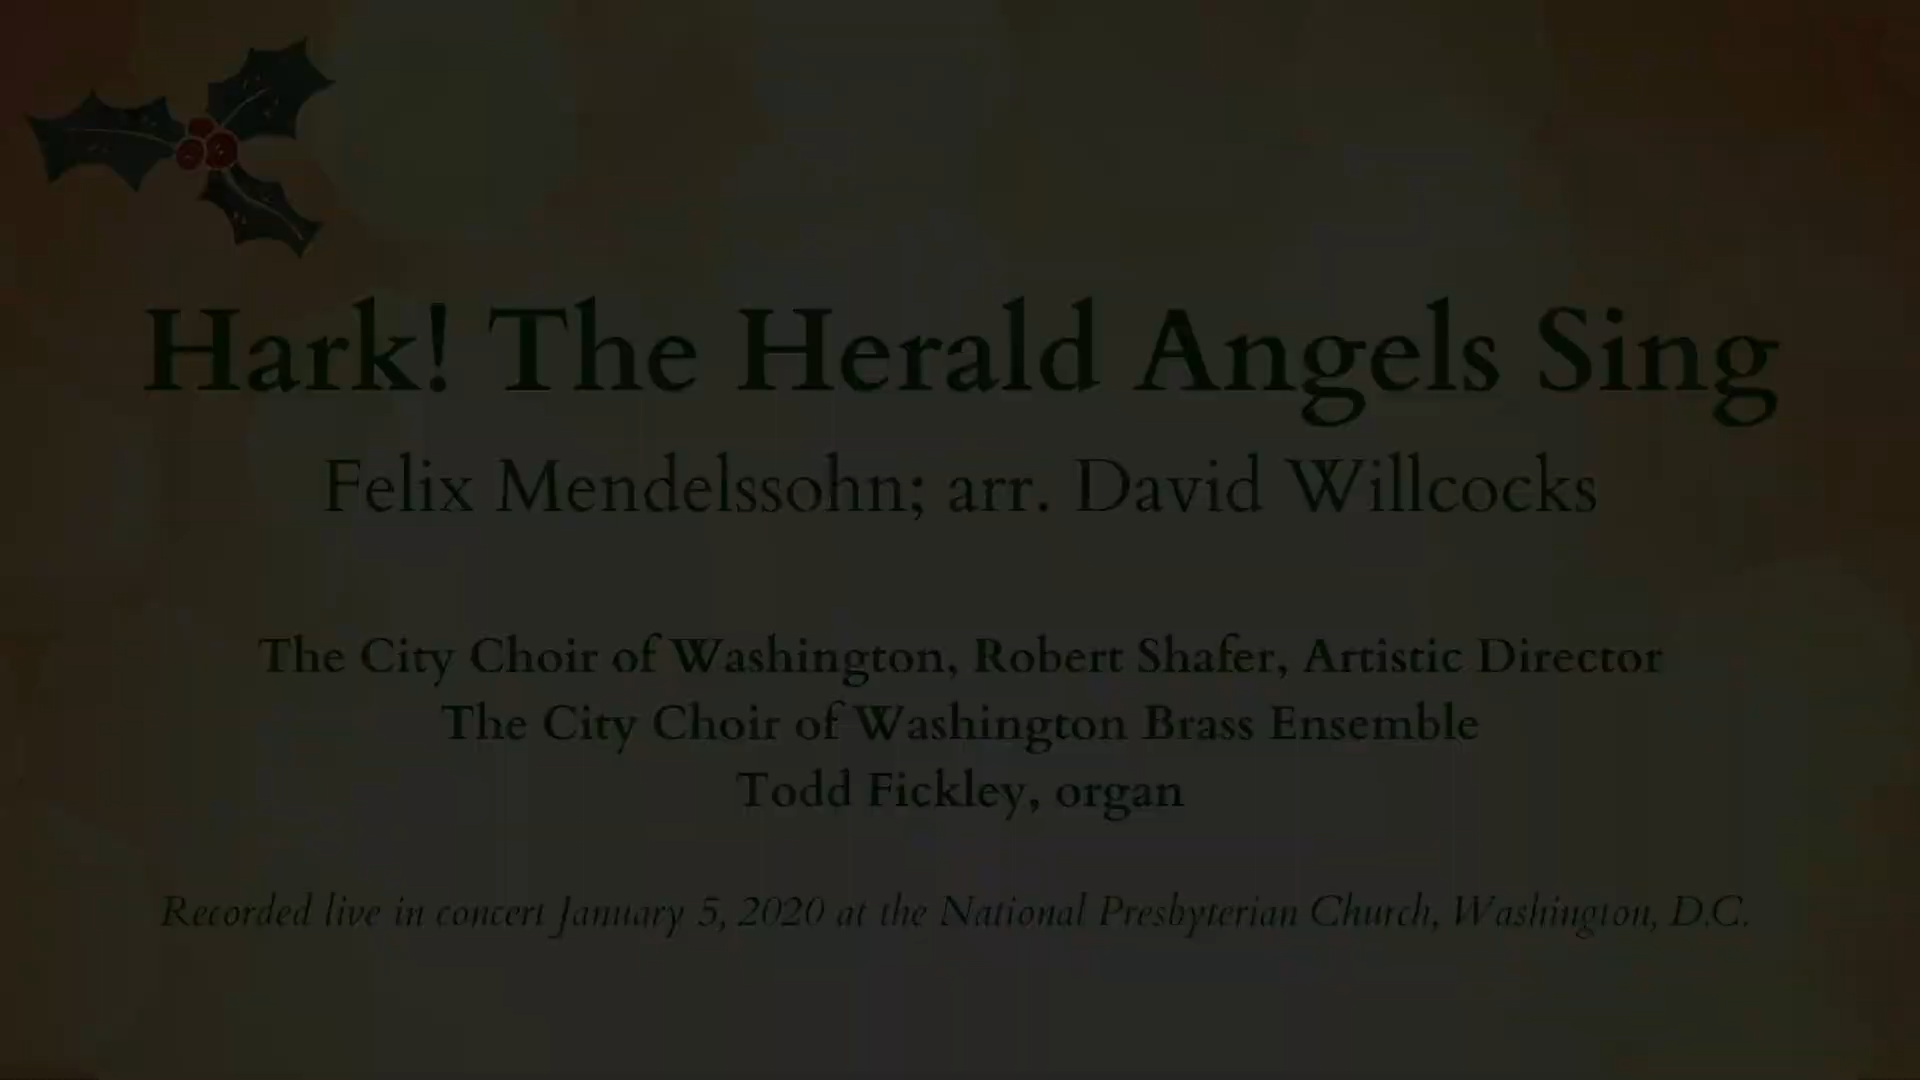 Hark! The Herald Angels Sing
Felix Mendelssohn; arr. David Willcocks
The City Choir of Washington, Robert Shafer, Artistic Director
The City Choir of Washington Brass Ensemble
Todd Fickley, organ
Recorded live in concert January 5, 2020 at the National Presbyterian Church, Washington, D.C.